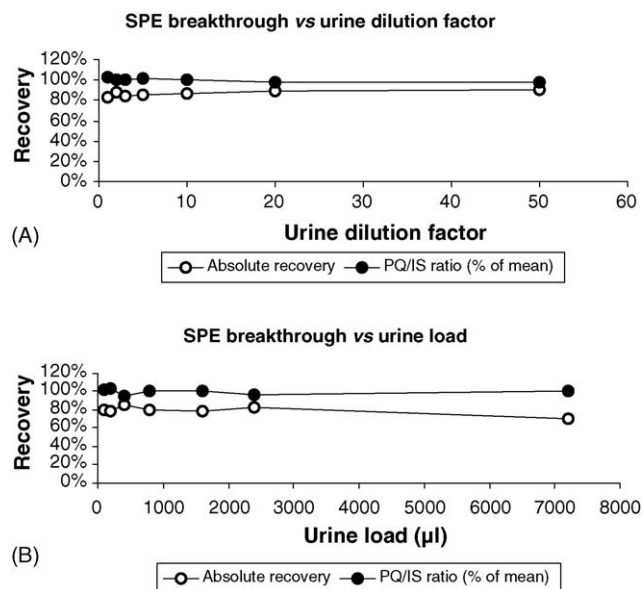 SPE breakthrough vs urine dilution factor
120%
100%
80%
60%
40%
20%
0%
Recovery
0 10 20 30 40 50 60
Urine dilution factor
(A)
Absolute recovery PQ/IS ratio (% of mean)
SPE breakthrough vs urine load
120%
100%
80%
60%
40%
20%
0%
Recovery
0 1000 2000 3000 4000 5000 6000 7000 8000
Urine load (µl)
(B)
Absolute recovery PQ/IS ratio (% of mean)